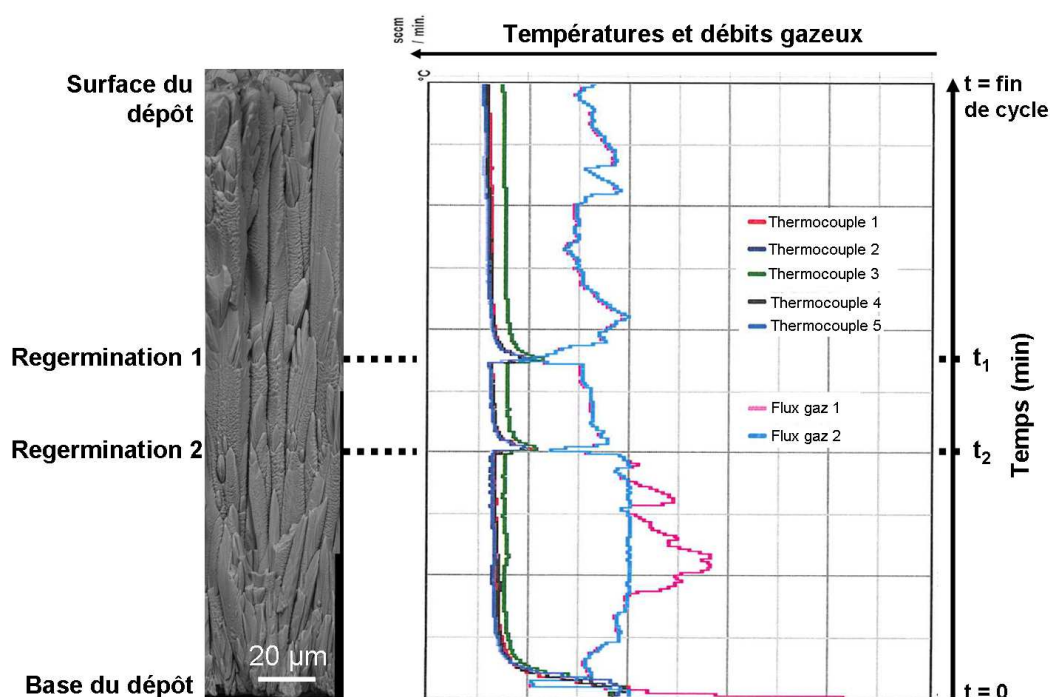 sccm
/ min.
°C
Températures et débits gazeux
Surface du
dépôt
t = fin
de cycle
Thermocouple 1
Thermocouple 2
Thermocouple 3
Thermocouple 4
Thermocouple 5
Regermination 1
t1
Flux gaz 1
Flux gaz 2
Regermination 2
t2
Temps (min)
20 µm
Base du dépôt
t = 0